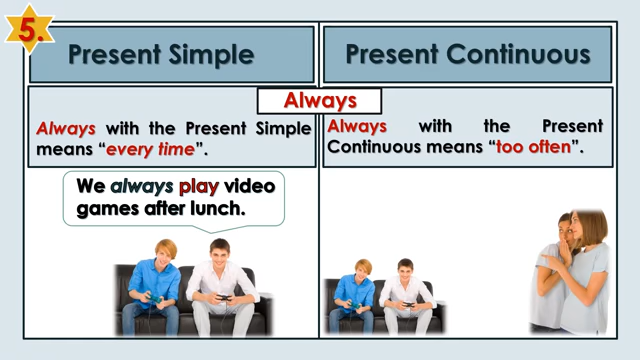 5.
Present Simple
Present Continuous
Always
Always with the Present Simple
means “every time”.
Always with the Present
Continuous means “too often”.
We always play video
games after lunch.